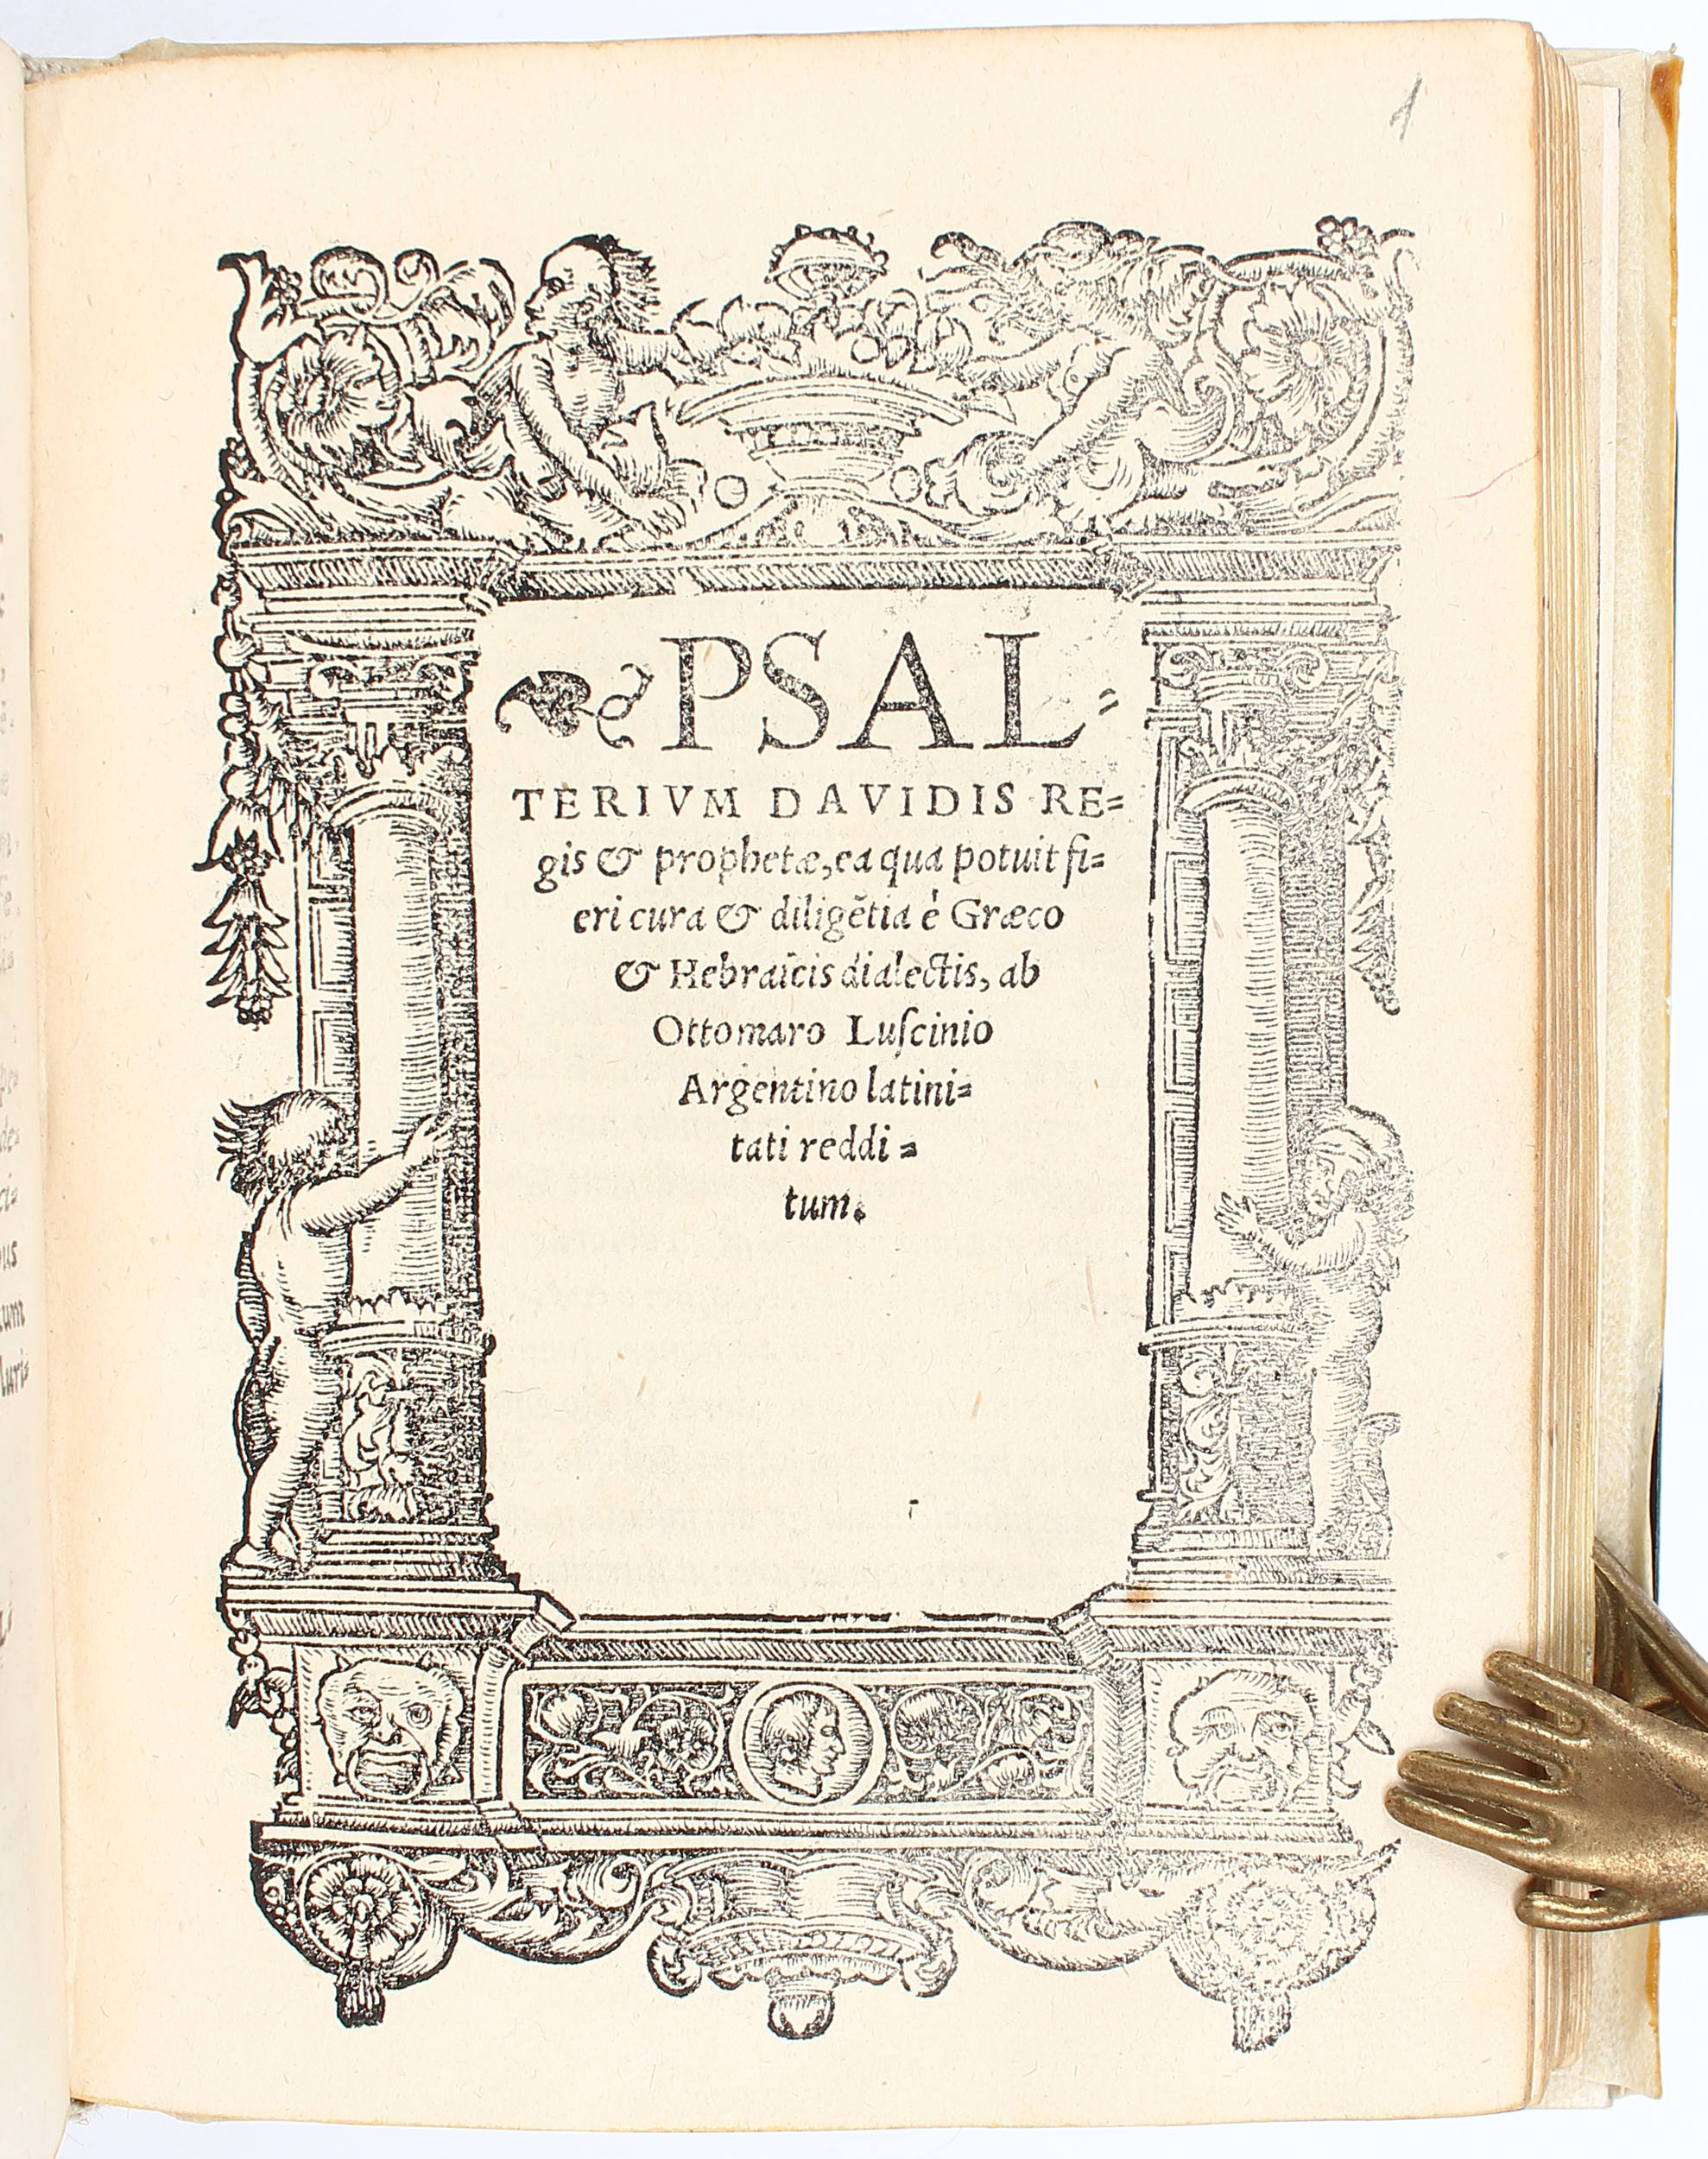 1
PSAL=
TERIVM DAVIDIS RE=
gis & prophetæ, ea qua potuit fi=
eri cura & diligẽtia è Græco
& Hebraïcis dialectis, ab
Ottomaro Luſcinio
Argentino latini=
tati reddi=
tum.